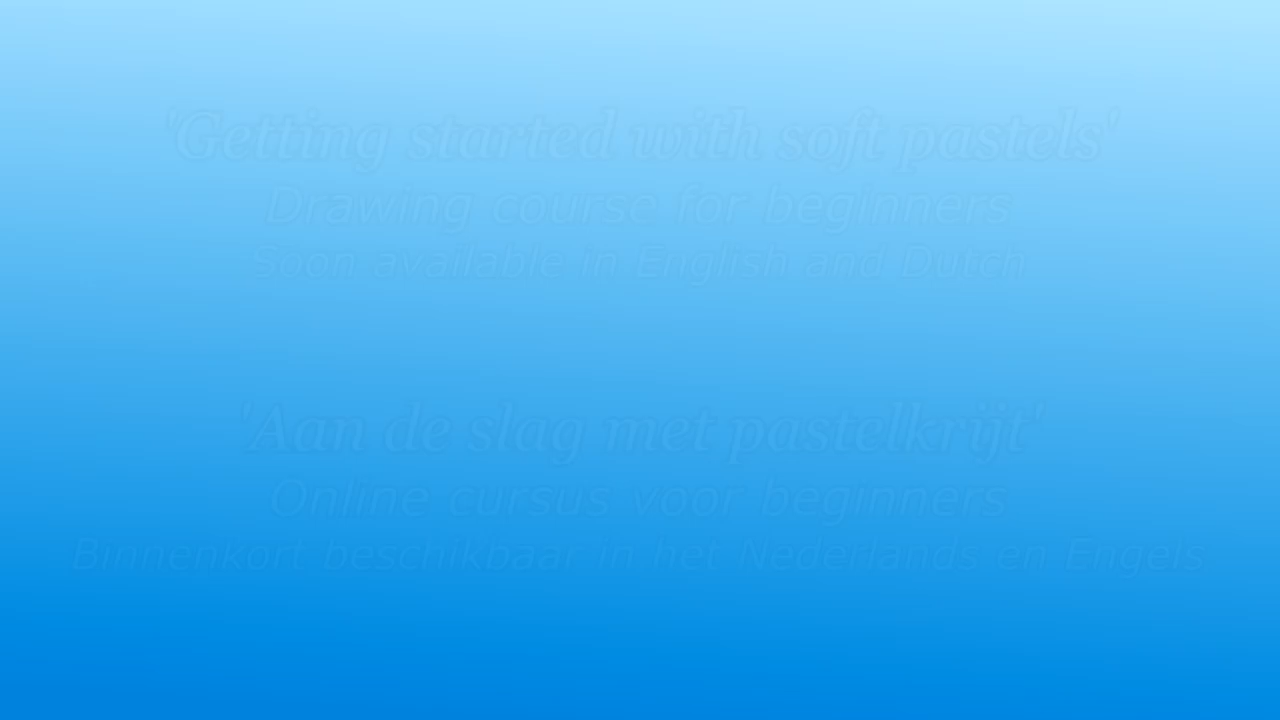 'Getting started with soft pastels'
Drawing course for beginners
Soon available in English and Dutch
'Aan de slag met pastelkrijt'
Online cursus voor beginners
Binnenkort beschikbaar in het Nederlands en Engels